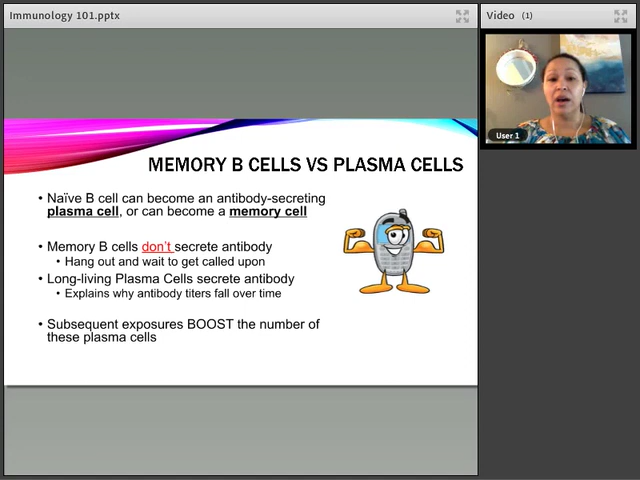 Immunology 101.pptx
Video (1)
User 1
MEMORY B CELLS VS PLASMA CELLS
• Naïve B cell can become an antibody-secreting
plasma cell, or can become a memory cell
• Memory B cells don't secrete antibody
• Hang out and wait to get called upon
• Long-living Plasma Cells secrete antibody
• Explains why antibody titers fall over time
• Subsequent exposures BOOST the number of
these plasma cells